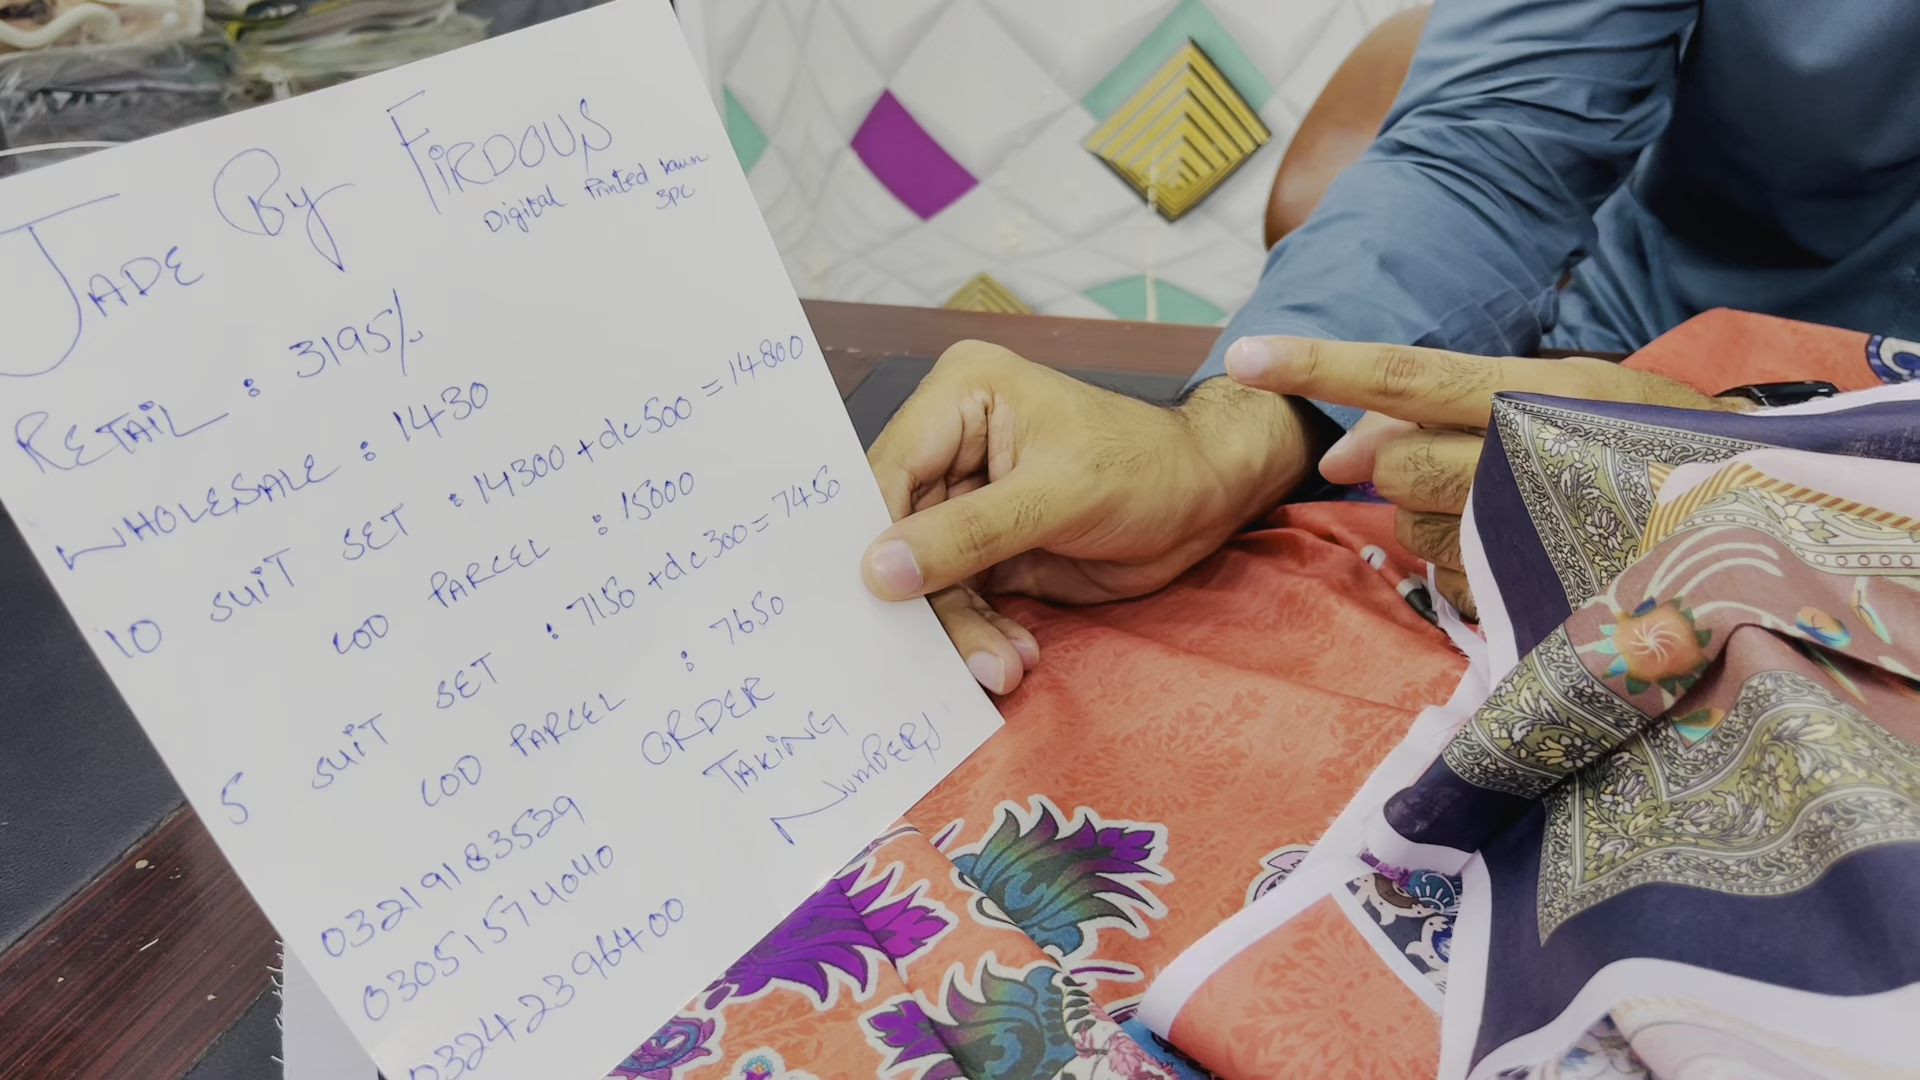 JADE By FIRDOUS
Digital Printed Lawn
3PC
RETAIL : 3195/
WHOLESALE : 1430
10 SUIT SET : 14300 + dc 500 = 14800
COD PARCEL : 15000
5 SUIT SET : 7150 + dc 300 = 7450
COD PARCEL : 7650
ORDER
TAKING
NUMBERS
03219183529
03051574040
03242396400